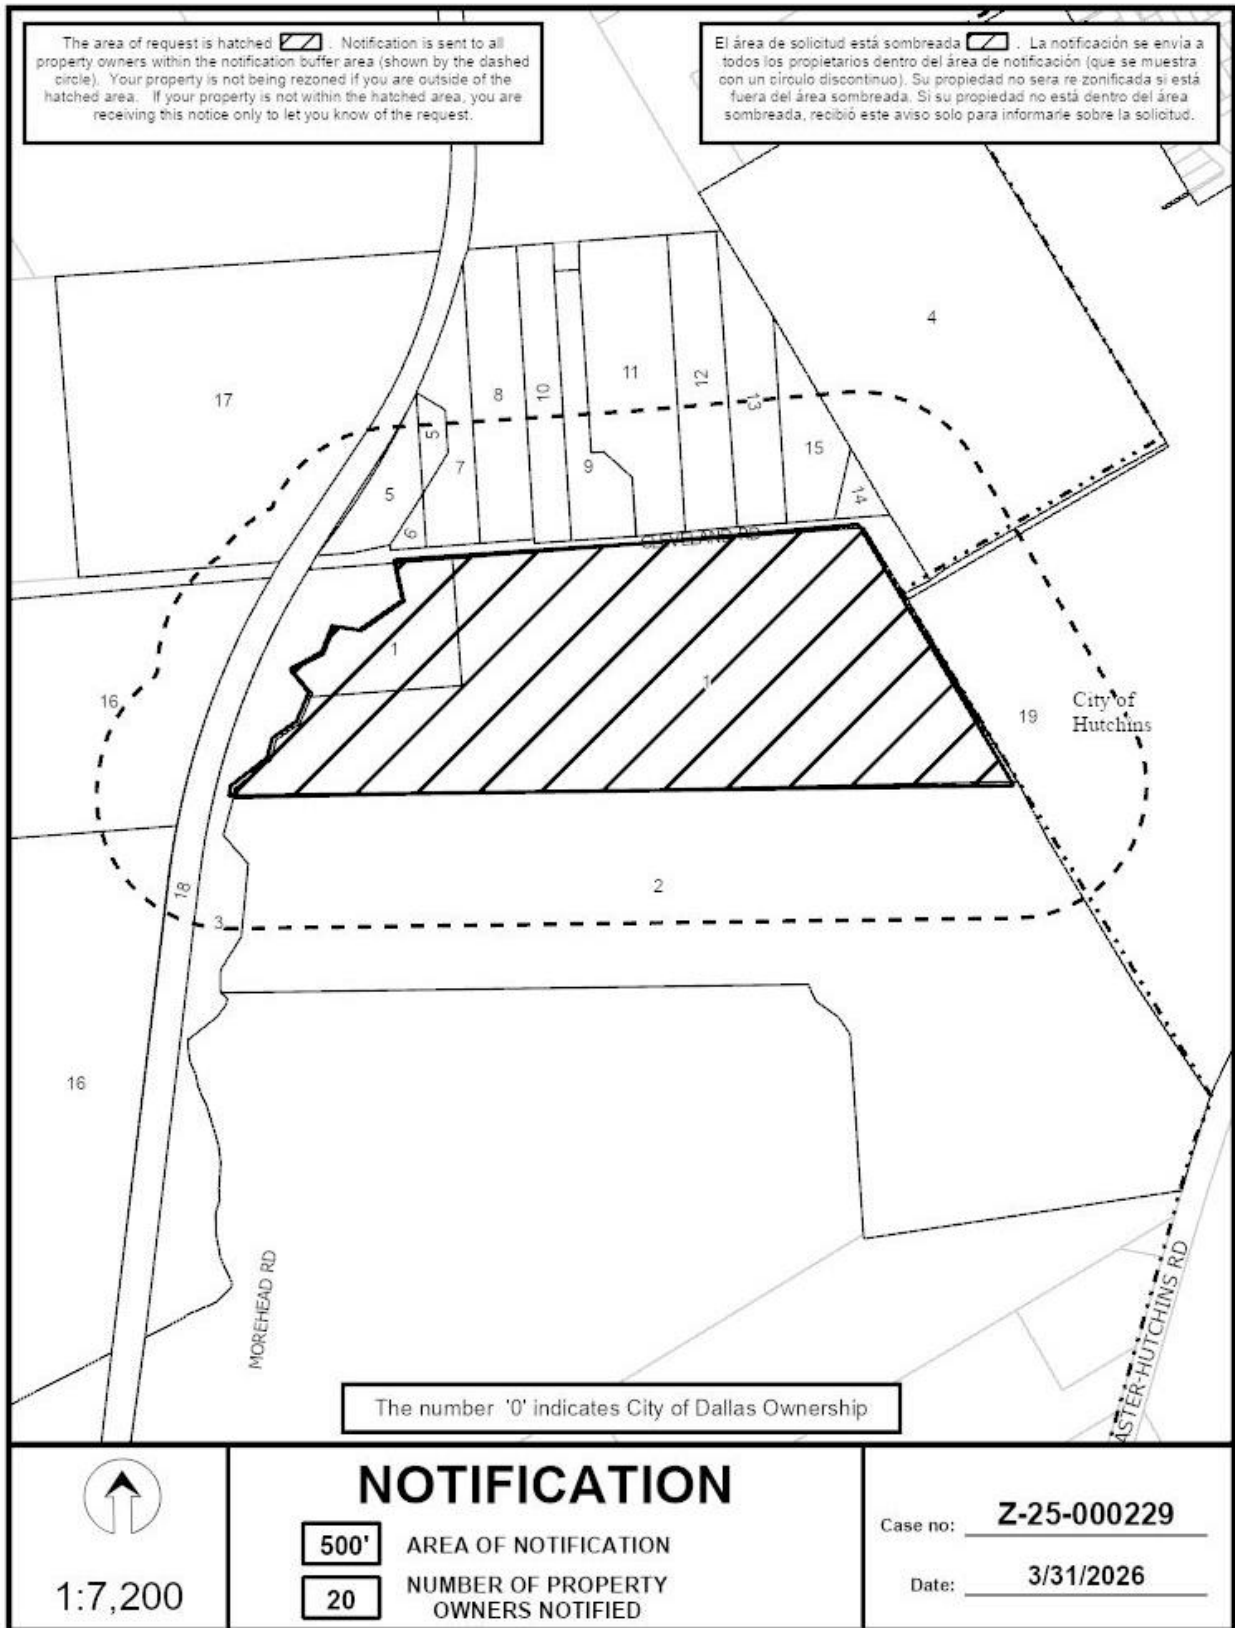 The area of request is hatched . Notification is sent to all
property owners within the notification buffer area (shown by the dashed
circle). Your property is not being rezoned if you are outside of the
hatched area. If your property is not within the hatched area, you are
receiving this notice only to let you know of the request.
El área de solicitud está sombreada . La notificación se envía a
todos los propietarios dentro del área de notificación (que se muestra
con un círculo discontinuo). Su propiedad no sera re zonificada si está
fuera del área sombreada. Si su propiedad no está dentro del área
sombreada, recibió este aviso solo para informarle sobre la solicitud.
4
17
8
10
11
12
13
5
7
9
15
5
14
6
CLEVELAND RD
1
1
16
19
City of
Hutchins
18
2
3
16
MOREHEAD RD
ASTER-HUTCHINS RD
The number '0' indicates City of Dallas Ownership
1:7,200
NOTIFICATION
500' AREA OF NOTIFICATION
20 NUMBER OF PROPERTY
OWNERS NOTIFIED
Case no: Z-25-000229
Date: 3/31/2026